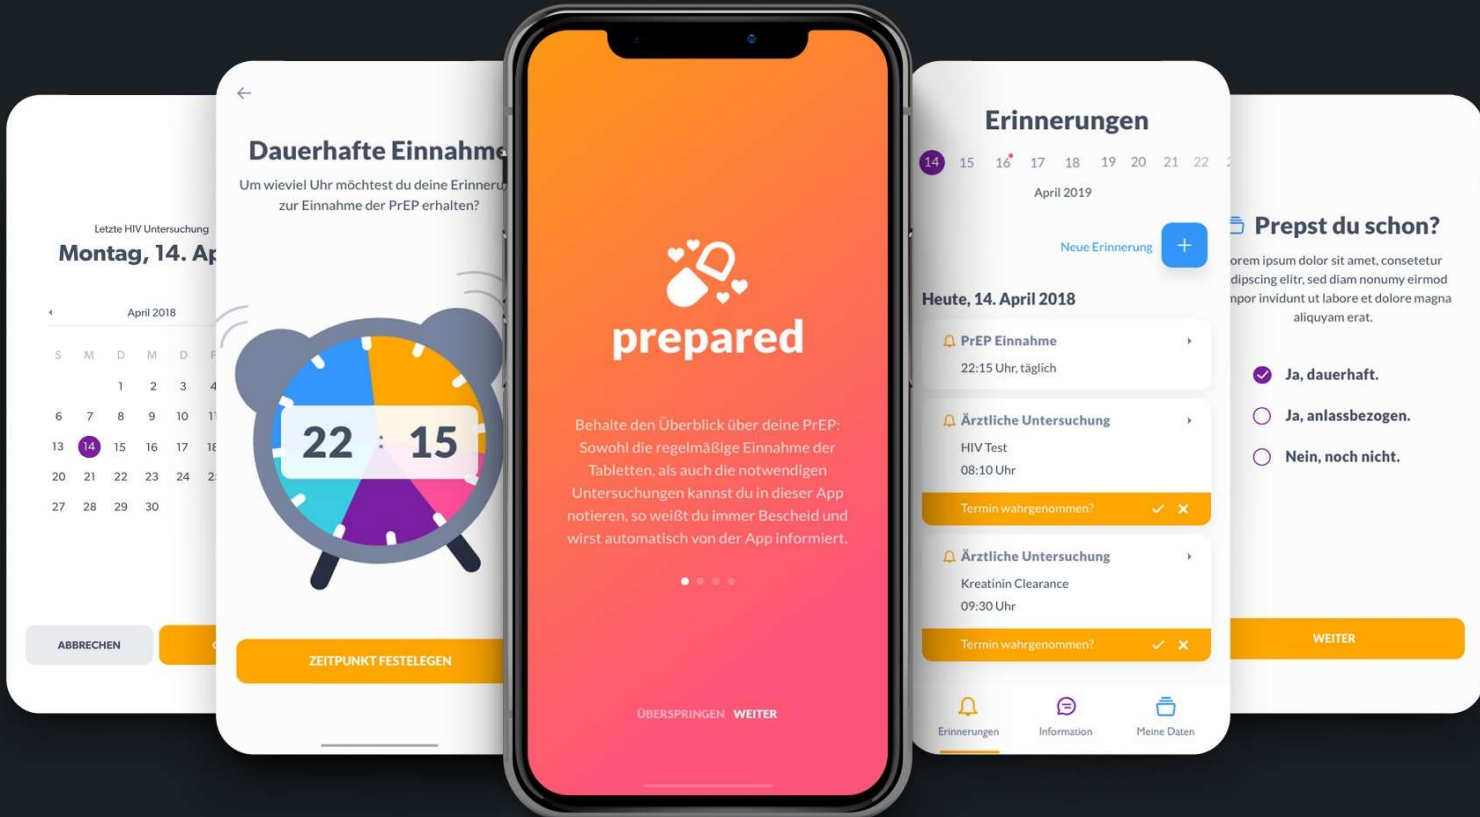 Letzte HIV Untersuchung
Montag, 14. Ap
April 2018
S M D M D F
1 2 3 4
6 7 8 9 10 11
13 14 15 16 17 18
20 21 22 23 24 2
27 28 29 30
ABBRECHEN
Dauerhafte Einnahme
Um wieviel Uhr möchtest du deine Erinneru
zur Einnahme der PrEP erhalten?
22 : 15
ZEITPUNKT FESTELEGEN
prepared
Behalte den Überblick über deine PrEP:
Sowohl die regelmäßige Einnahme der
Tabletten, als auch die notwendigen
Untersuchungen kannst du in dieser App
notieren, so weißt du immer Bescheid und
wirst automatisch von der App informiert.
ÜBERSPRINGEN WEITER
Erinnerungen
14 15 16 17 18 19 20 21 22
April 2019
Neue Erinnerung +
Heute, 14. April 2018
PrEP Einnahme
22:15 Uhr, täglich
Ärztliche Untersuchung
HIV Test
08:10 Uhr
Termin wahrgenommen?
Ärztliche Untersuchung
Kreatinin Clearance
09:30 Uhr
Termin wahrgenommen?
Erinnerungen Information Meine Daten
Prepst du schon?
orem ipsum dolor sit amet, consetetur
dipscing elitr, sed diam nonumy eirmod
mpor invidunt ut labore et dolore magna
aliquyam erat.
Ja, dauerhaft.
Ja, anlassbezogen.
Nein, noch nicht.
WEITER